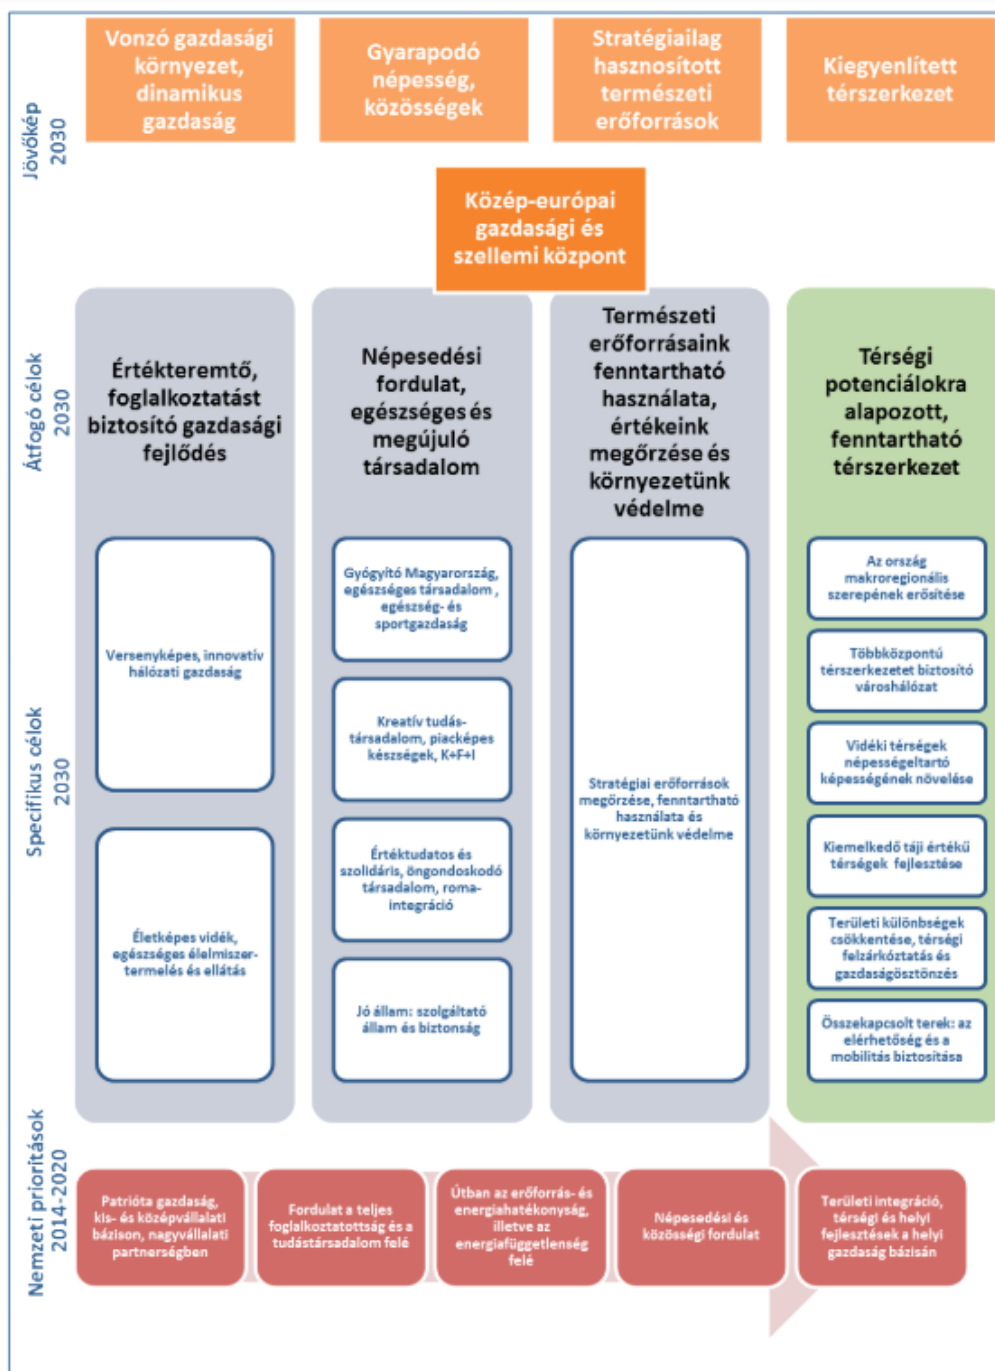 Jövőkép
2030
Vonzó gazdasági
környezet,
dinamikus
gazdaság
Gyarapodó
népesség,
közösségek
Stratégiailag
hasznosított
természeti
erőforrások
Kiegyenlített
térszerkezet
Közép-európai
gazdasági és
szellemi központ
Átfogó célok
2030
Értékteremtő,
foglalkoztatást
biztosító gazdasági
fejlődés
Népesedési
fordulat,
egészséges és
megújuló
társadalom
Természeti
erőforrásaink
fenntartható
használata,
értékeink
megőrzése és
környezetünk
védelme
Térségi
potenciálokra
alapozott,
fenntartható
térszerkezet
Specifikus célok
2030
Versenyképes, innovatív
hálózati gazdaság
Életképes vidék,
egészséges élelmiszer-
termelés és ellátás
Gyógyító Magyarország,
egészséges társadalom ,
egészség- és
sportgazdaság
Kreatív tudás-
társadalom, piacképes
készségek, K+F+I
Értéktudatos és
szolidáris, öngondoskodó
társadalom, roma-
integráció
Jó állam: szolgáltató
állam és biztonság
Stratégiai erőforrások
megőrzése, fenntartható
használata és
környezetünk védelme
Az ország
makroregionális
szerepének erősítése
Többközpontú
térszerkezetet biztosító
városhálózat
Vidéki térségek
népességeltartó
képességének növelése
Kiemelkedő táji értékű
térségek fejlesztése
Területi különbségek
csökkentése, térségi
felzárkóztatás és
gazdaságösztönzés
Összekapcsolt terek: az
elérhetőség és a
mobilitás biztosítása
Nemzeti prioritások
2014-2020
Patrióta gazdaság,
kis- és középvállalati
bázison, nagyvállalati
partnerségben
Fordulat a teljes
foglalkoztatottság és a
tudástársadalom felé
Útban az erőforrás- és
energiahatékonyság,
illetve az
energiafüggetlenség
felé
Népesedési és
közösségi fordulat
Területi integráció,
térségi és helyi
fejlesztések a helyi
gazdaság bázisán